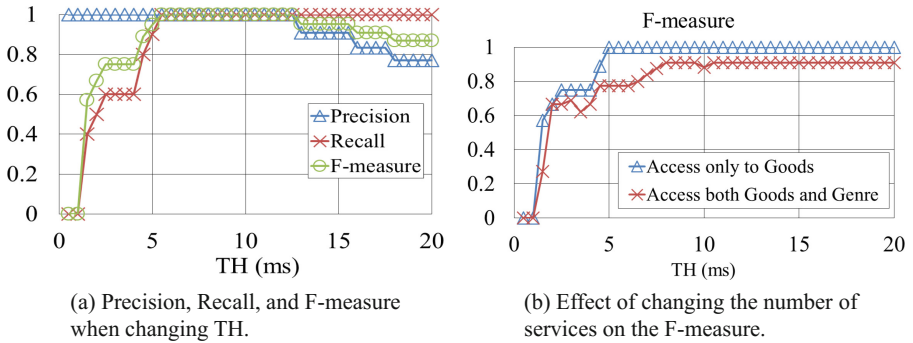 1
0.8
0.6
0.4
0.2
0
Precision
Recall
F-measure
0 5 10 15 20
TH (ms)
(a) Precision, Recall, and F-measure
when changing TH.
F-measure
1
0.8
0.6
0.4
0.2
0
Access only to Goods
Access both Goods and Genre
0 5 10 15 20
TH (ms)
(b) Effect of changing the number of
services on the F-measure.